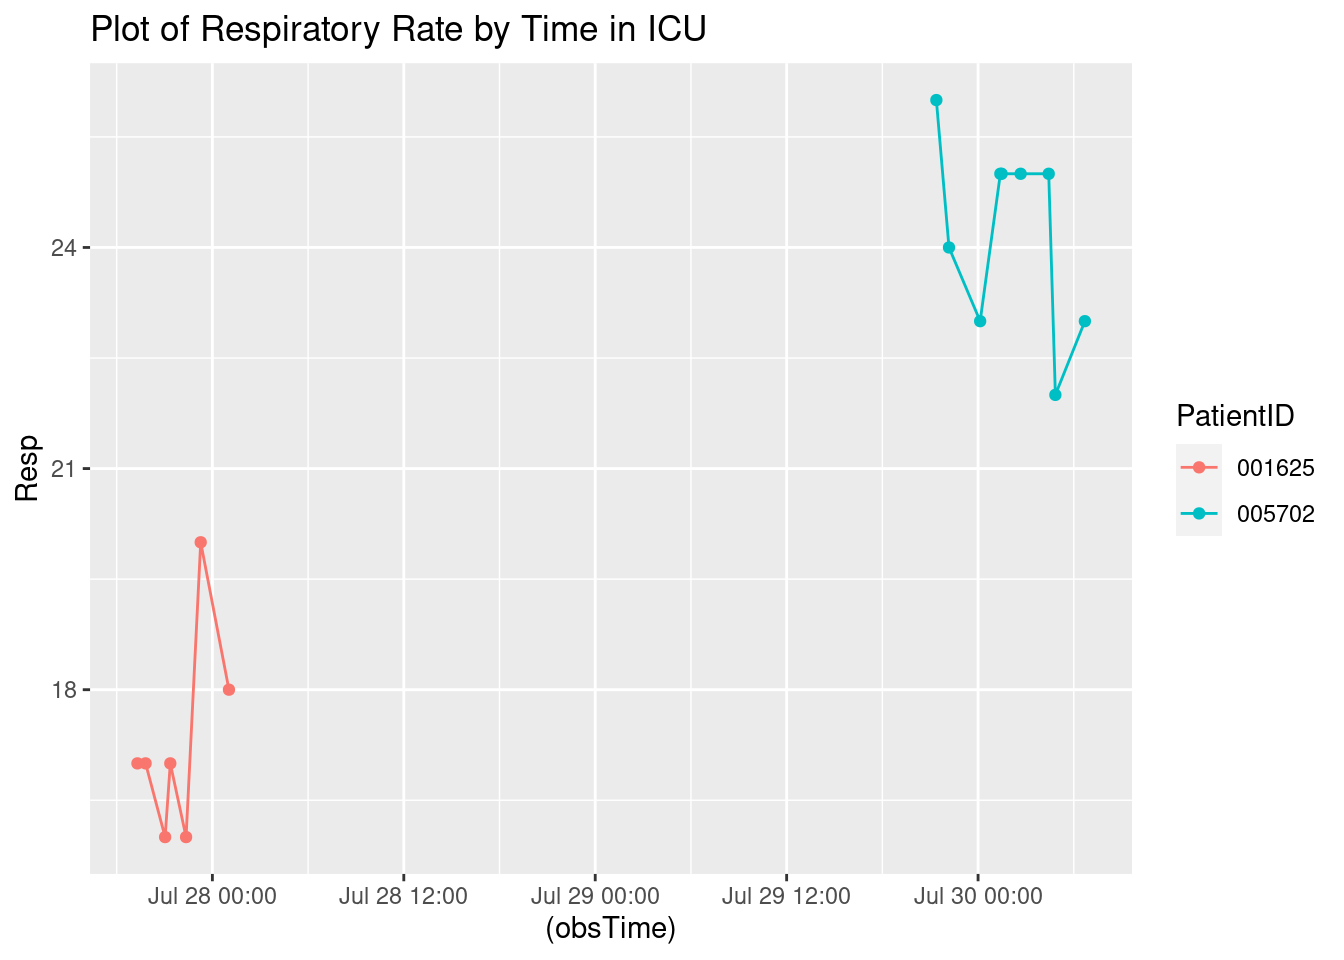 Plot of Respiratory Rate by Time in ICU
Resp
24
21
18
Jul 28 00:00
Jul 28 12:00
Jul 29 00:00
Jul 29 12:00
Jul 30 00:00
(obsTime)
PatientID
001625
005702